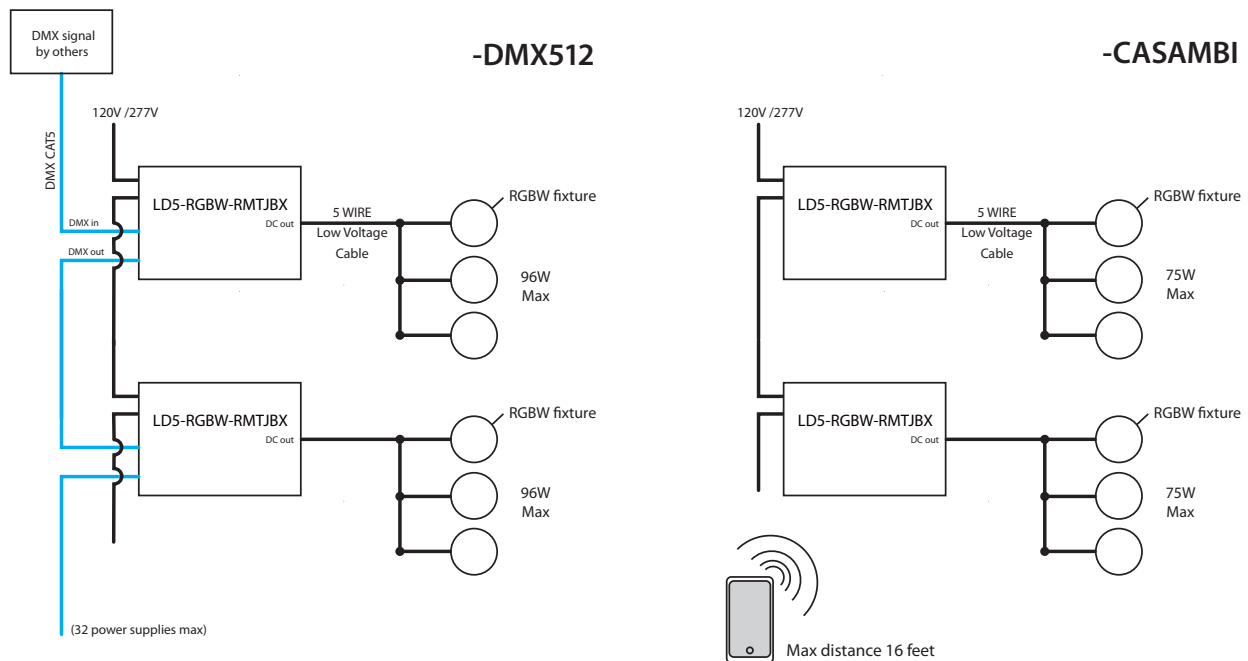 DMX signal
by others
-DMX512
120V /277V
DMX CAT5
LD5-RGBW-RMTJBX
DMX in
DC out
DMX out
5 WIRE
Low Voltage
Cable
RGBW fixture
96W
Max
LD5-RGBW-RMTJBX
DC out
RGBW fixture
96W
Max
(32 power supplies max)
-CASAMBI
120V /277V
LD5-RGBW-RMTJBX
DC out
5 WIRE
Low Voltage
Cable
RGBW fixture
75W
Max
LD5-RGBW-RMTJBX
DC out
RGBW fixture
75W
Max
Max distance 16 feet